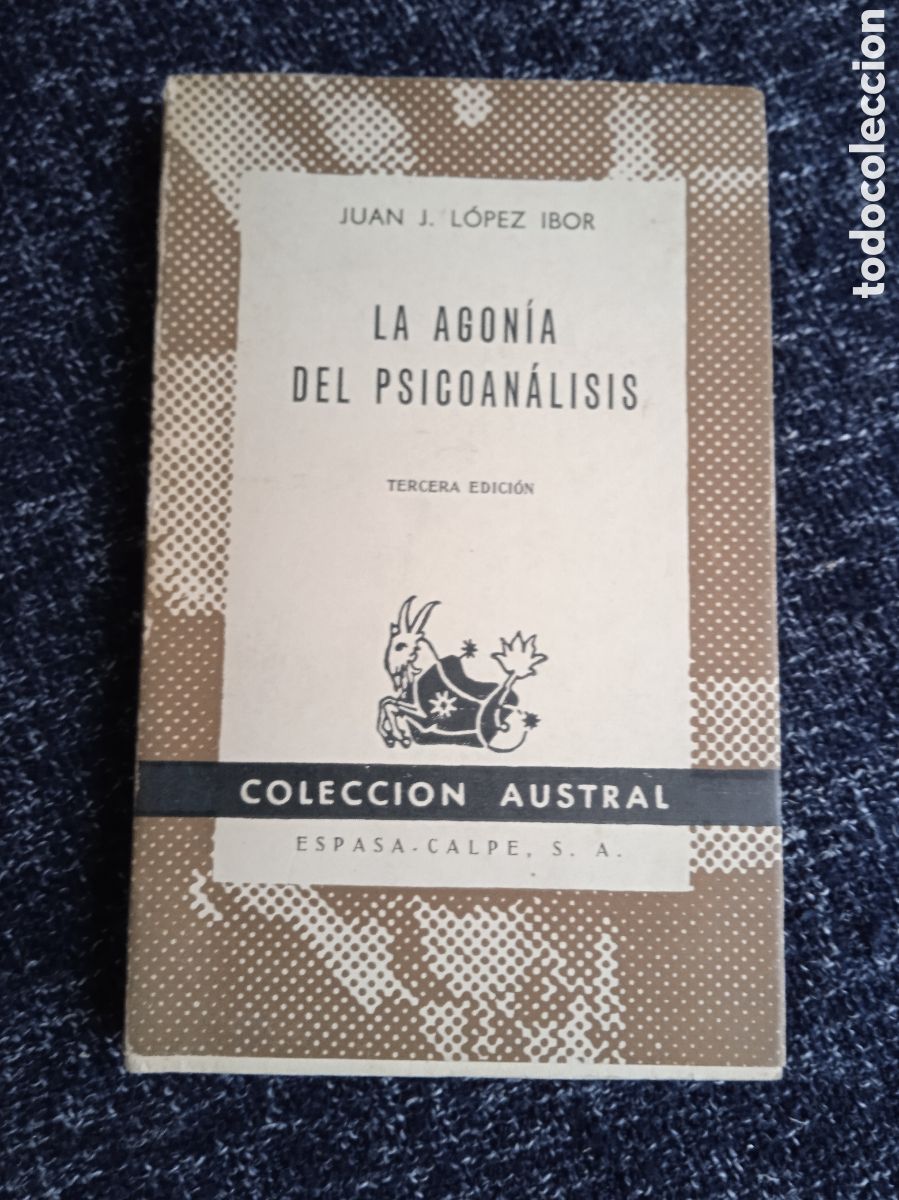 JUAN J. LÓPEZ IBOR
LA AGONÍA
DEL PSICOANÁLISIS
TERCERA EDICIÓN
COLECCION AUSTRAL
ESPASA-CALPE, S. A.
todocoleccion